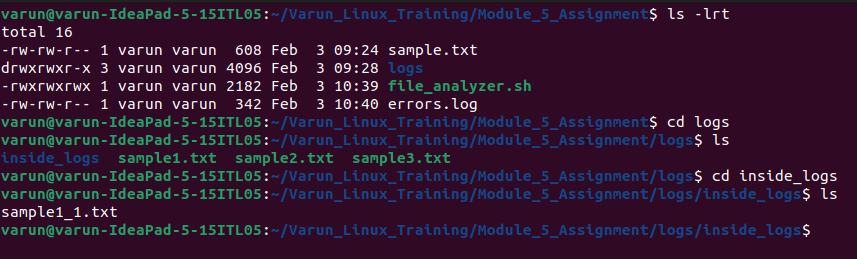 varun@varun-IdeaPad-5-15ITL05:~/Varun_Linux_Training/Module_5_Assignment$ ls -lrt
total 16
-rw-rw-r-- 1 varun varun  608 Feb  3 09:24 sample.txt
drwxrwxr-x 3 varun varun 4096 Feb  3 09:28 logs
-rwxrwxrwx 1 varun varun 2182 Feb  3 10:39 file_analyzer.sh
-rw-rw-r-- 1 varun varun  342 Feb  3 10:40 errors.log
varun@varun-IdeaPad-5-15ITL05:~/Varun_Linux_Training/Module_5_Assignment$ cd logs
varun@varun-IdeaPad-5-15ITL05:~/Varun_Linux_Training/Module_5_Assignment/logs$ ls
inside_logs  sample1.txt  sample2.txt  sample3.txt
varun@varun-IdeaPad-5-15ITL05:~/Varun_Linux_Training/Module_5_Assignment/logs$ cd inside_logs
varun@varun-IdeaPad-5-15ITL05:~/Varun_Linux_Training/Module_5_Assignment/logs/inside_logs$ ls
sample1_1.txt
varun@varun-IdeaPad-5-15ITL05:~/Varun_Linux_Training/Module_5_Assignment/logs/inside_logs$